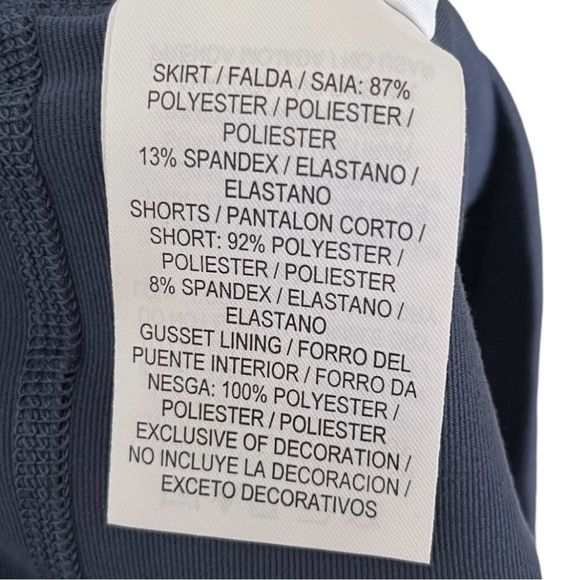 SKIRT / FALDA / SAIA: 87%
POLYESTER / POLIESTER /
POLIESTER
13% SPANDEX / ELASTANO /
ELASTANO
SHORTS / PANTALON CORTO /
SHORT: 92% POLYESTER /
POLIESTER / POLIESTER
8% SPANDEX / ELASTANO /
ELASTANO
GUSSET LINING / FORRO DEL
PUENTE INTERIOR / FORRO DA
NESGA: 100% POLYESTER /
POLIESTER / POLIESTER
EXCLUSIVE OF DECORATION /
NO INCLUYE LA DECORACION /
EXCETO DECORATIVOS